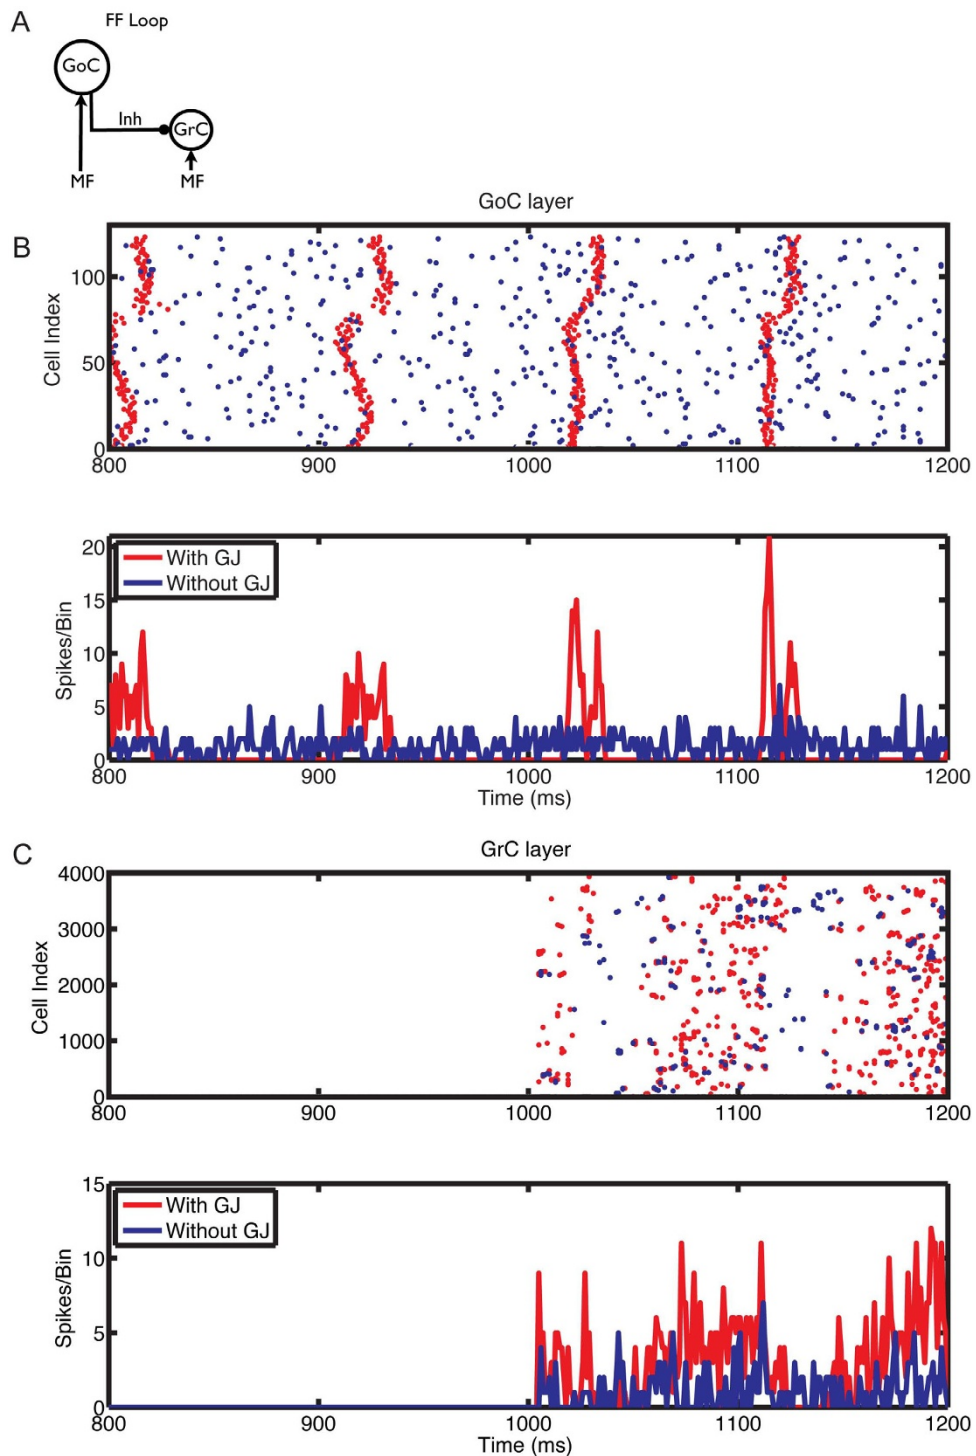 A
FF Loop
GoC
Inh
GrC
MF
MF
GoC layer
B
Cell Index
100
50
0
800
900
1000
1100
1200
Spikes/Bin
20
15
10
5
0
With GJ
Without GJ
800
900
1000
1100
1200
Time (ms)
C
GrC layer
Cell Index
4000
3000
2000
1000
0
800
900
1000
1100
1200
Spikes/Bin
15
10
5
0
With GJ
Without GJ
800
900
1000
1100
1200
Time (ms)